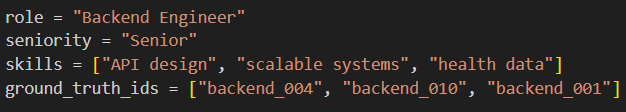 role = "Backend Engineer"
seniority = "Senior"
skills = ["API design", "scalable systems", "health data"]
ground_truth_ids = ["backend_004", "backend_010", "backend_001"]